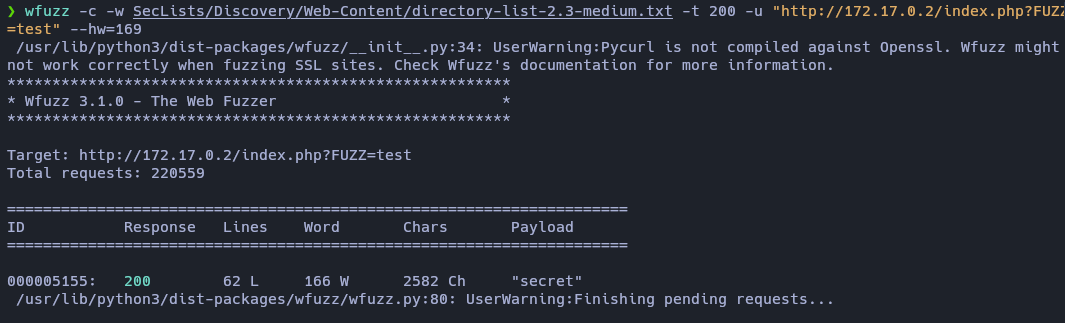 ❯ wfuzz -c -w SecLists/Discovery/Web-Content/directory-list-2.3-medium.txt -t 200 -u "http://172.17.0.2/index.php?FUZZ
=test" --hw=169
 /usr/lib/python3/dist-packages/wfuzz/__init__.py:34: UserWarning:Pycurl is not compiled against Openssl. Wfuzz might
not work correctly when fuzzing SSL sites. Check Wfuzz's documentation for more information.
********************************************************
* Wfuzz 3.1.0 - The Web Fuzzer                         *
********************************************************

Target: http://172.17.0.2/index.php?FUZZ=test
Total requests: 220559

=====================================================================
ID           Response   Lines    Word       Chars       Payload
=====================================================================

000005155:   200        62 L     166 W      2582 Ch     "secret"
 /usr/lib/python3/dist-packages/wfuzz/wfuzz.py:80: UserWarning:Finishing pending requests...